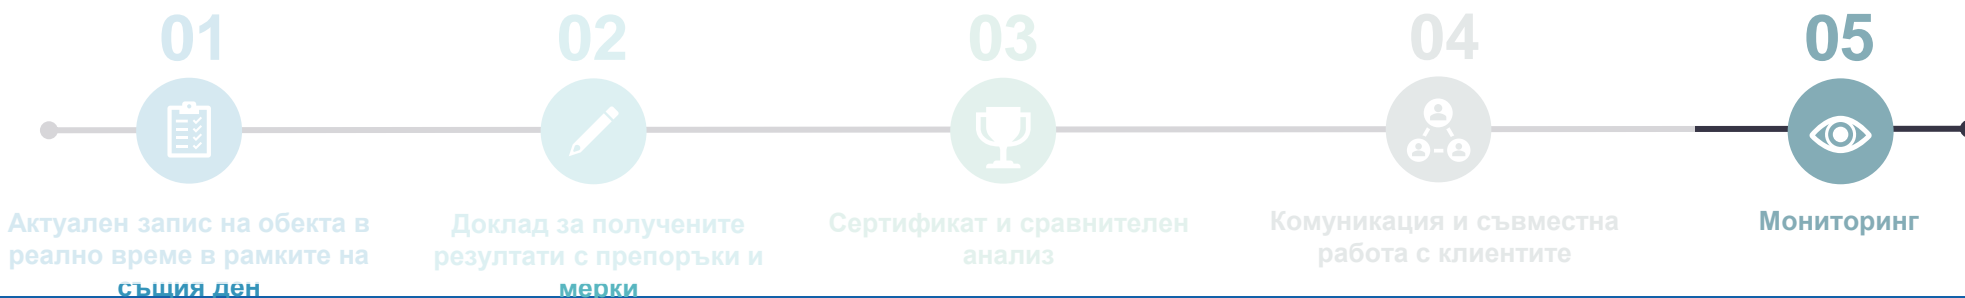 01
Актуален запис на обекта в
реално време в рамките на
същия ден
02
Доклад за получените
резултати с препоръки и
мерки
03
Сертификат и сравнителен
анализ
04
Комуникация и съвместна
работа с клиентите
05
Мониторинг